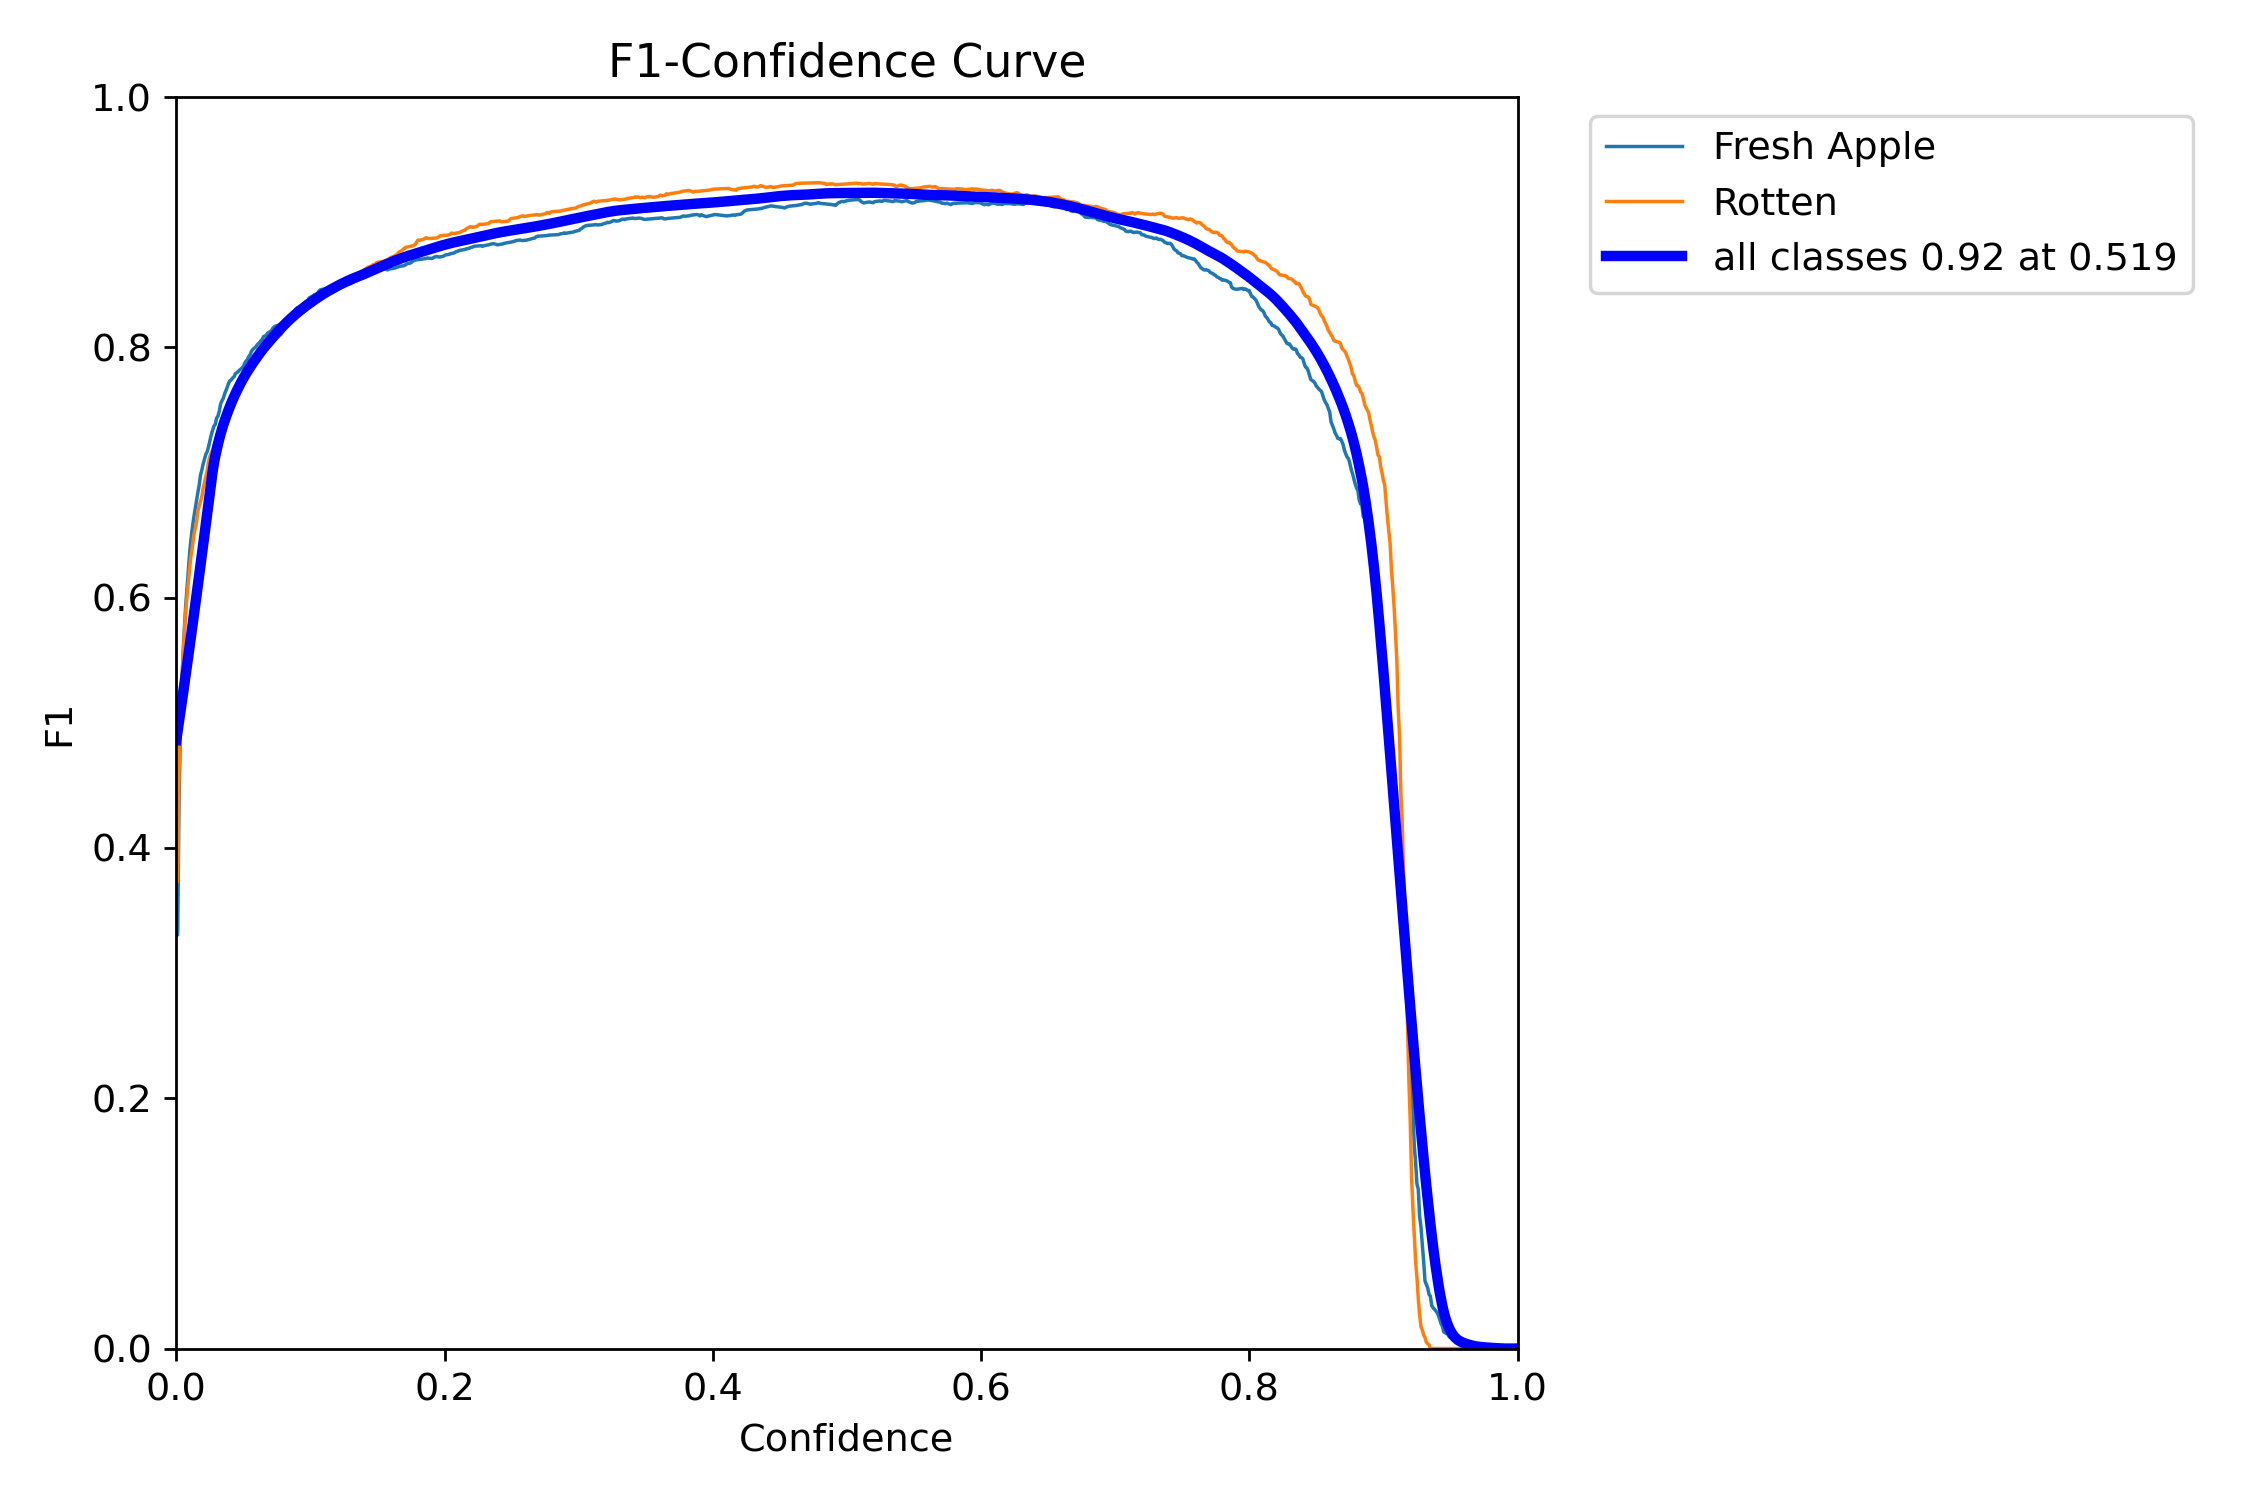 F1-Confidence Curve
1.0
0.8
0.6
0.4
0.2
0.0
F1
0.0 0.2 0.4 0.6 0.8 1.0
Confidence
Fresh Apple
Rotten
all classes 0.92 at 0.519